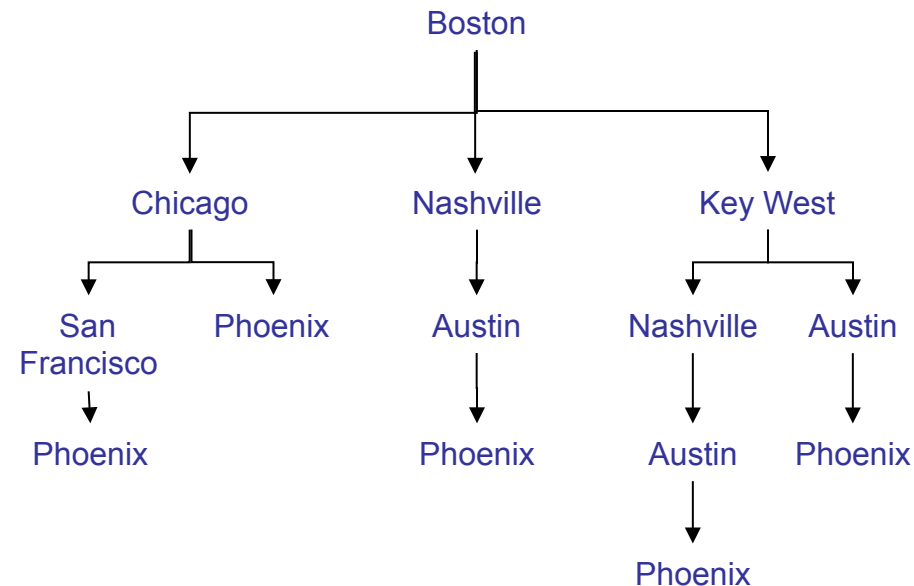 Boston
Chicago
Nashville
Key West
San
Francisco
Phoenix
Austin
Nashville
Austin
Phoenix
Phoenix
Austin
Phoenix
Phoenix